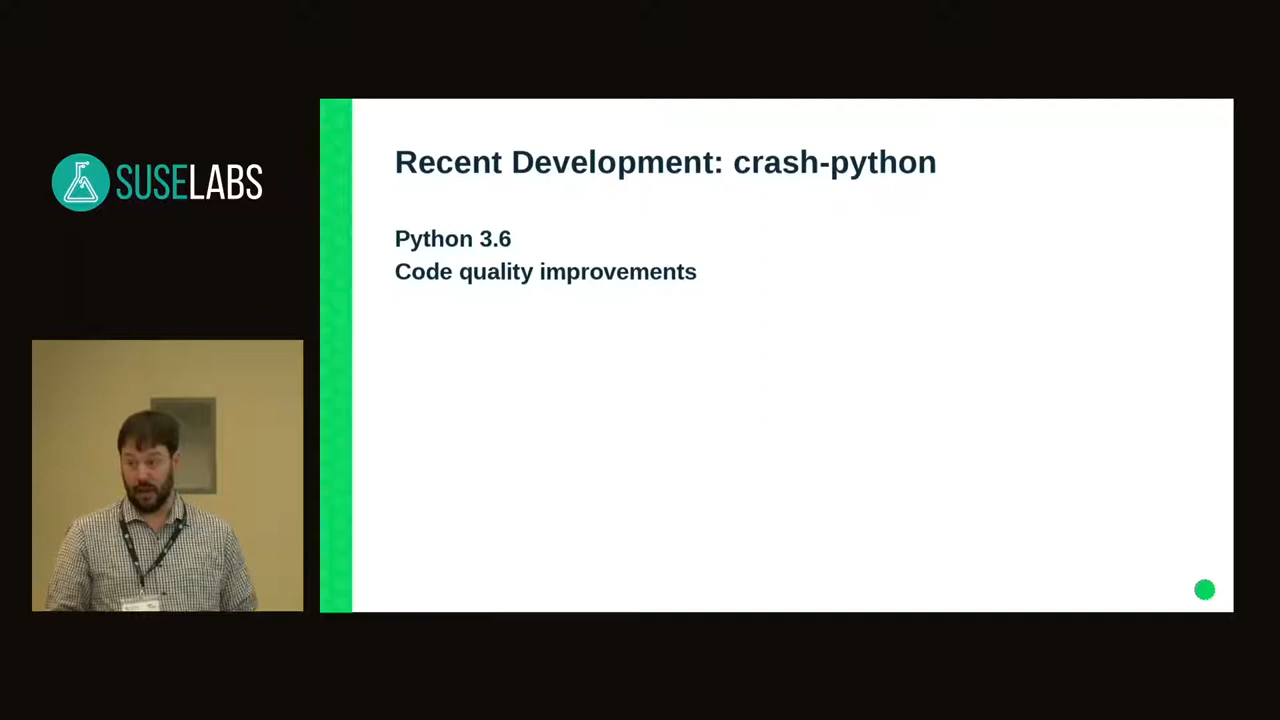 SUSELABS
Recent Development: crash-python
Python 3.6
Code quality improvements